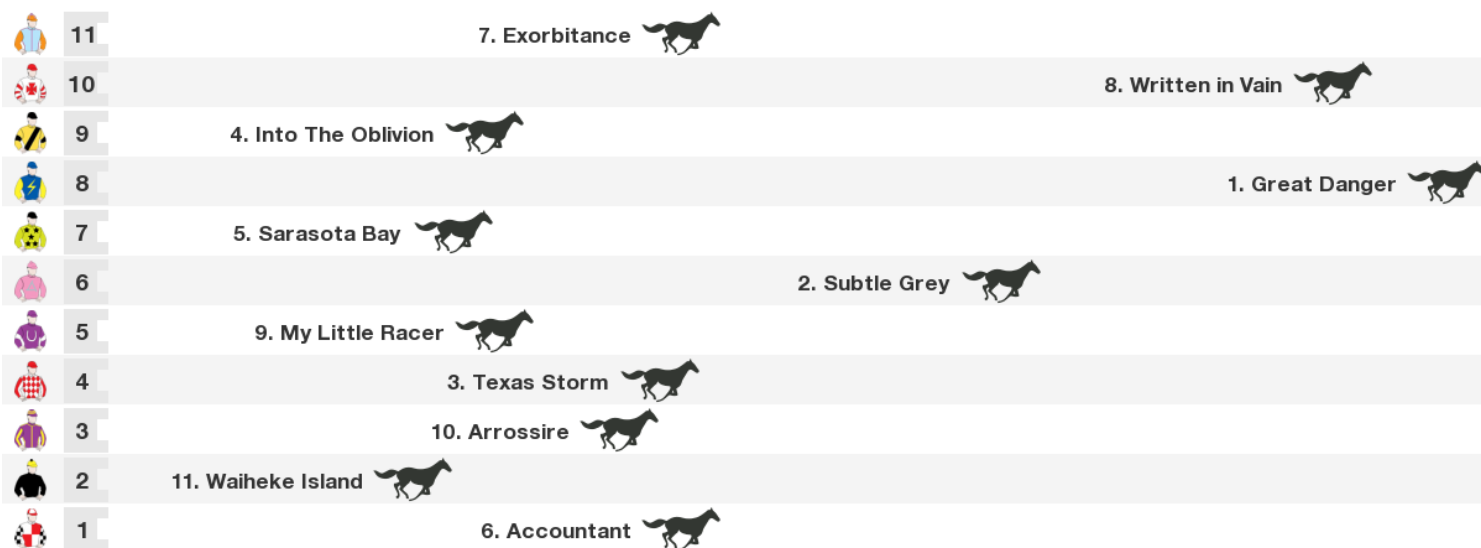 11 7. Exorbitance
10 8. Written in Vain
9 4. Into The Oblivion
8 1. Great Danger
7 5. Sarasota Bay
6 2. Subtle Grey
5 9. My Little Racer
4 3. Texas Storm
3 10. Arrossire
2 11. Waiheke Island
1 6. Accountant